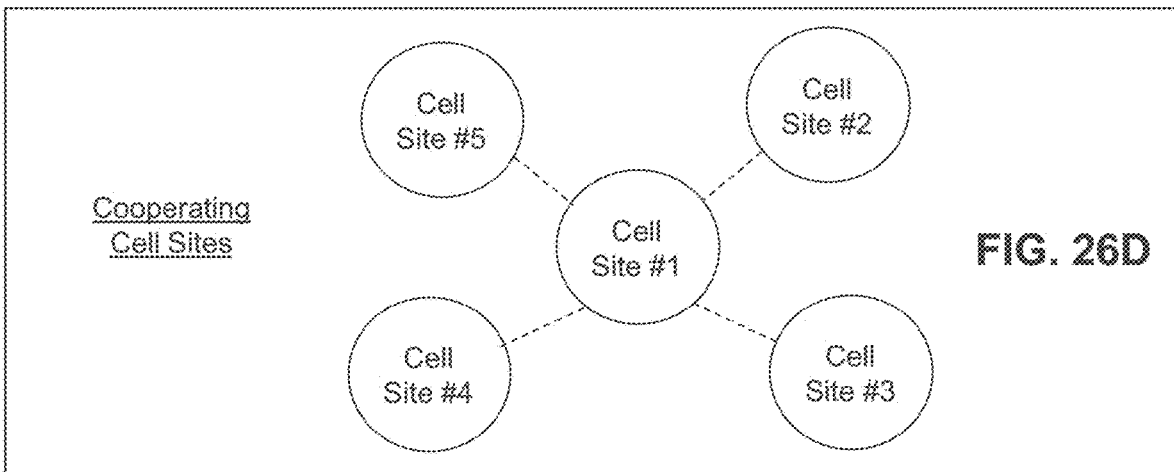 Cell
Site #5
Cell
Site #2
Cooperating
Cell Sites
Cell
Site #1
FIG. 26D
Cell
Site #4
Cell
Site #3